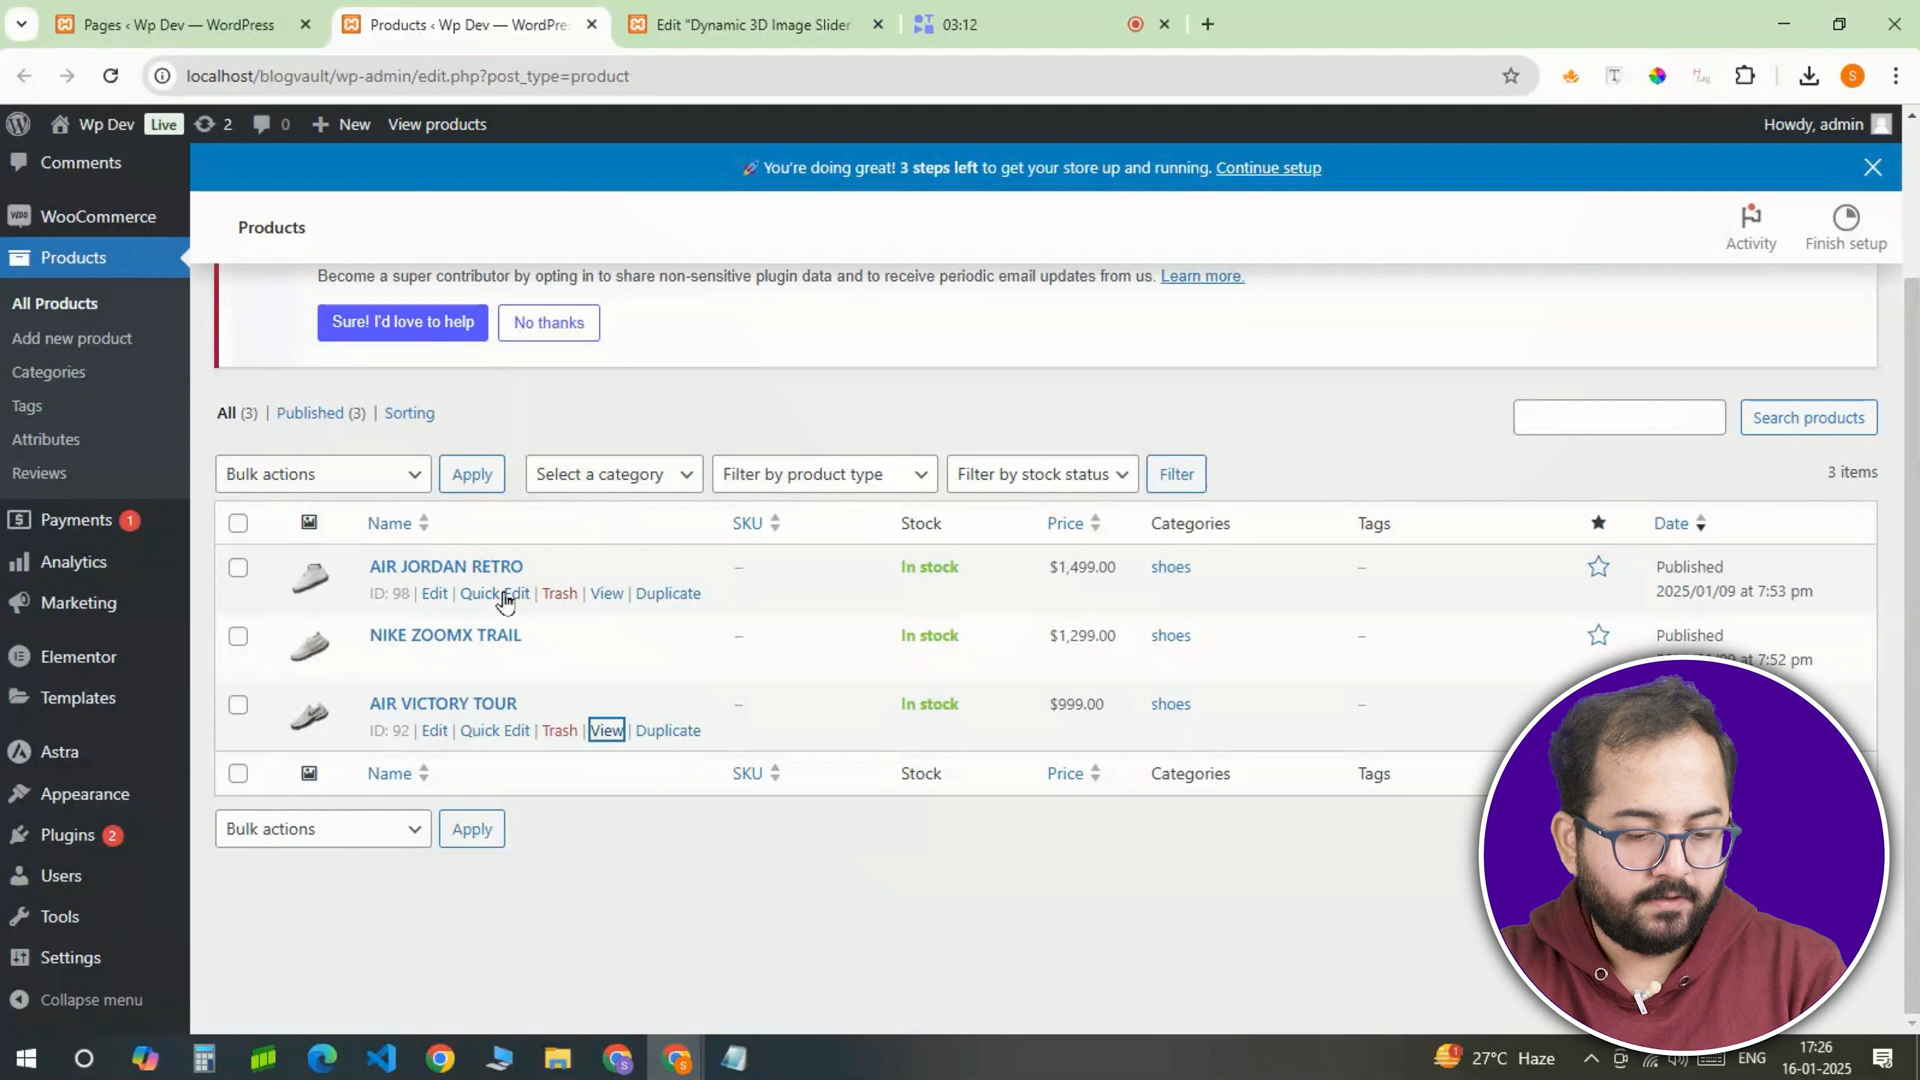 Pages ‹ Wp Dev — WordPress
Products ‹ Wp Dev — WordPre
Edit "Dynamic 3D Image Slider
03:12
localhost/blogvault/wp-admin/edit.php?post_type=product
Wp Dev Live 2 0 New View products
Howdy, admin
Comments
WooCommerce
Products
All Products
Add new product
Categories
Tags
Attributes
Reviews
Payments 1
Analytics
Marketing
Elementor
Templates
Astra
Appearance
Plugins 2
Users
Tools
Settings
Collapse menu
You're doing great! 3 steps left to get your store up and running. Continue setup
Products
Activity
Finish setup
Become a super contributor by opting in to share non-sensitive plugin data and to receive periodic email updates from us. Learn more.
Sure! I'd love to help
No thanks
All (3) | Published (3) | Sorting
Search products
Bulk actions Apply Select a category Filter by product type Filter by stock status Filter
3 items
Name SKU Stock Price Categories Tags Date
AIR JORDAN RETRO – In stock $1,499.00 shoes – Published
ID: 98 | Edit | Quick Edit | Trash | View | Duplicate
2025/01/09 at 7:53 pm
NIKE ZOOMX TRAIL – In stock $1,299.00 shoes – Published
at 7:52 pm
AIR VICTORY TOUR – In stock $999.00 shoes –
ID: 92 | Edit | Quick Edit | Trash | View | Duplicate
Name SKU Stock Price Categories Tags
Bulk actions Apply
27°C Haze
ENG
17:26
16-01-2025